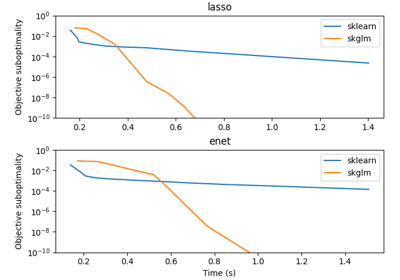 lasso
10^0
10^-2
10^-4
10^-6
10^-8
10^-10
Objective suboptimality
sklearn
skglm
0.2 0.4 0.6 0.8 1.0 1.2 1.4
enet
10^0
10^-2
10^-4
10^-6
10^-8
10^-10
Objective suboptimality
sklearn
skglm
0.2 0.4 0.6 0.8 1.0 1.2 1.4
Time (s)